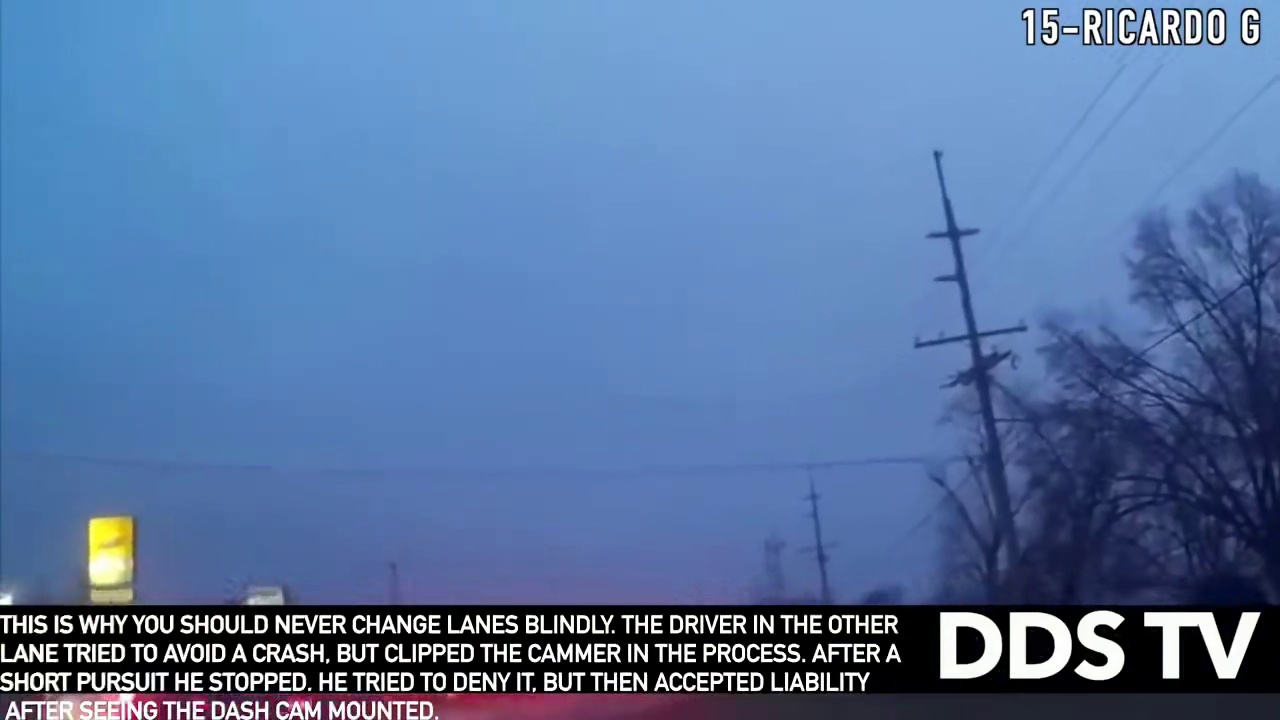 15-RICARDO G
THIS IS WHY YOU SHOULD NEVER CHANGE LANES BLINDLY. THE DRIVER IN THE OTHER
LANE TRIED TO AVOID A CRASH, BUT CLIPPED THE CAMMER IN THE PROCESS. AFTER A
SHORT PURSUIT HE STOPPED. HE TRIED TO DENY IT, BUT THEN ACCEPTED LIABILITY
AFTER SEEING THE DASH CAM MOUNTED.
DDS TV